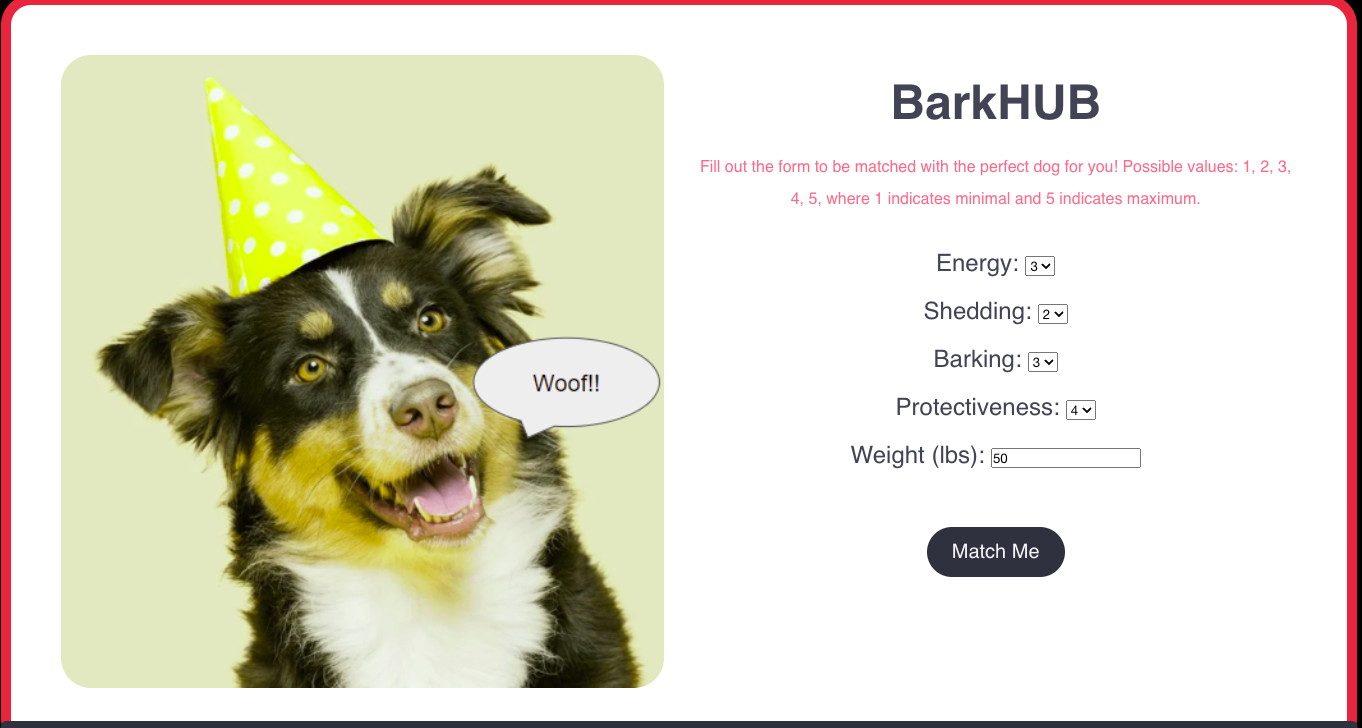 BarkHUB
Fill out the form to be matched with the perfect dog for you! Possible values: 1, 2, 3,
4, 5, where 1 indicates minimal and 5 indicates maximum.
Energy: 3
Shedding: 2
Barking: 3
Protectiveness: 4
Weight (lbs): 50
Match Me
Woof!!